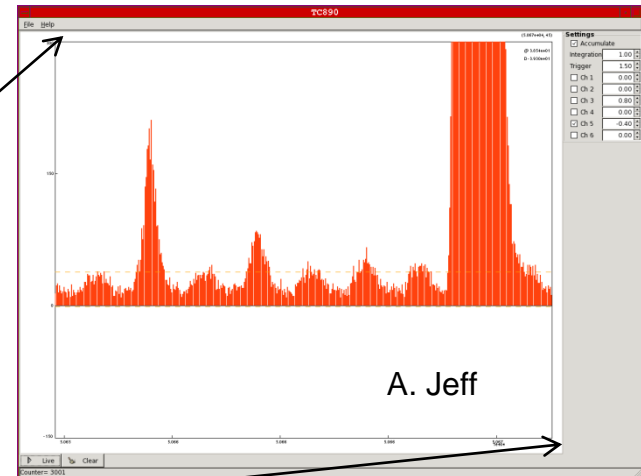 TC890
File Help
Settings
Accumulate
Integration 1.00
Trigger 1.50
Ch 1 0.00
Ch 2 0.00
Ch 3 0.80
Ch 4 0.00
Ch 5 -0.40
Ch 6 0.00
150
0
-150
A. Jeff
Live Clear
Counter= 3001